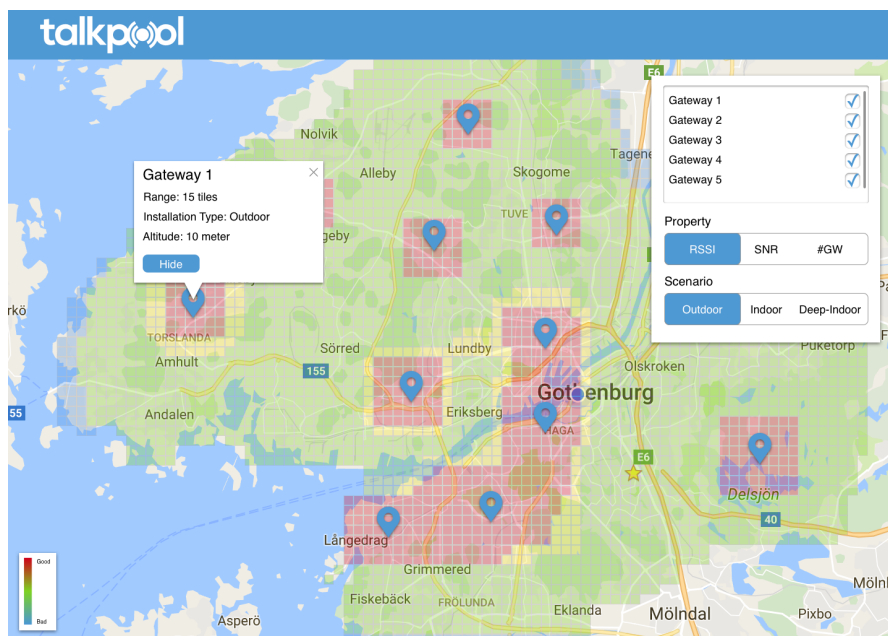 talkpool
E6
Nolvik
Alleby
Skogome
Tagene
TUVE
geby
Gateway 1
Range: 15 tiles
Installation Type: Outdoor
Altitude: 10 meter
Hide
Gateway 1
Gateway 2
Gateway 3
Gateway 4
Gateway 5
Property
RSSI SNR #GW
Scenario
Outdoor Indoor Deep-Indoor
rkö
TORSLANDA
Amhult
Sörred
Lundby
Puketorp
Olskroken
155
Gothenburg
55
Andalen
Eriksberg
HAGA
E6
Delsjön
40
Långedrag
Good
Bad
Grimmered
Fiskebäck
FRÖLUNDA
Eklanda
Mölndal
Pixbo
Möln
Asperö